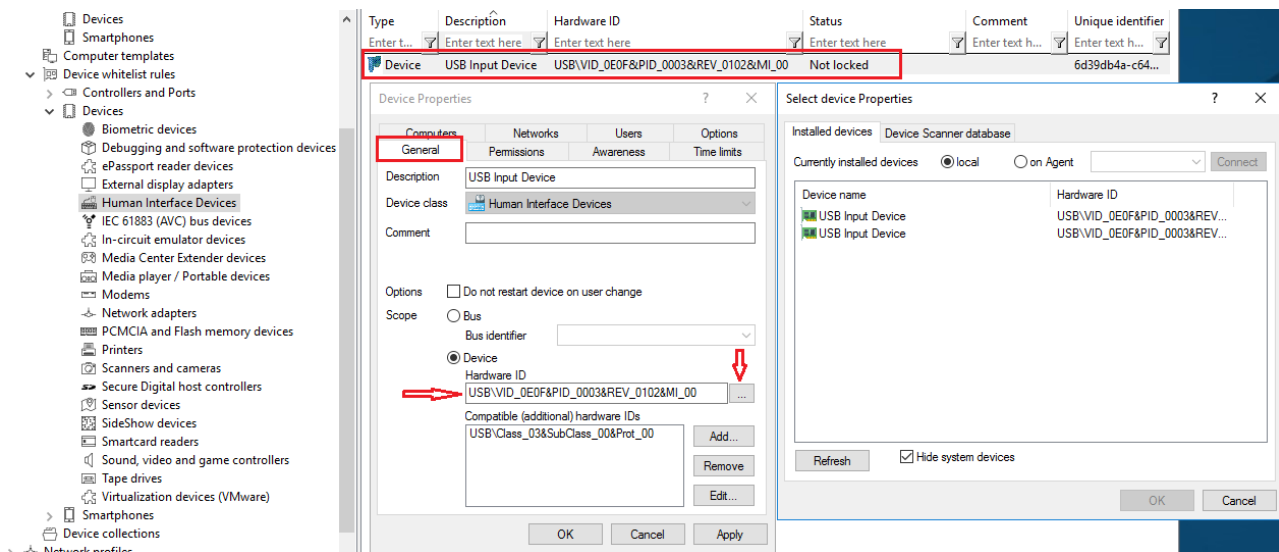 Devices
Smartphones
Computer templates
Device whitelist rules
Controllers and Ports
Devices
Biometric devices
Debugging and software protection devices
ePassport reader devices
External display adapters
Human Interface Devices
IEC 61883 (AVC) bus devices
In-circuit emulator devices
Media Center Extender devices
Media player / Portable devices
Modems
Network adapters
PCMCIA and Flash memory devices
Printers
Scanners and cameras
Secure Digital host controllers
Sensor devices
SideShow devices
Smartcard readers
Sound, video and game controllers
Tape drives
Virtualization devices (VMware)
Smartphones
Device collections
Network profiles
Type Description Hardware ID Status Comment Unique identifier
Enter t... Enter text here Enter text here Enter text here Enter text h... Enter text h...
Device USB Input Device USB\VID_0E0F&PID_0003&REV_0102&MI_00 Not locked 6d39db4a-c64...
Device Properties ?
Computers Networks Users Options
General Permissions Awareness Time limits
Description USB Input Device
Device class Human Interface Devices
Comment
Options Do not restart device on user change
Scope Bus
Bus identifier
Device
Hardware ID
USB\VID_0E0F&PID_0003&REV_0102&MI_00 ...
Compatible (additional) hardware IDs
USB\Class_03&SubClass_00&Prot_00 Add...
Remove
Edit...
OK Cancel Apply
Select device Properties ?
Installed devices Device Scanner database
Currently installed devices local on Agent Connect
Device name Hardware ID
USB Input Device USB\VID_0E0F&PID_0003&REV...
USB Input Device USB\VID_0E0F&PID_0003&REV...
Refresh Hide system devices
OK Cancel